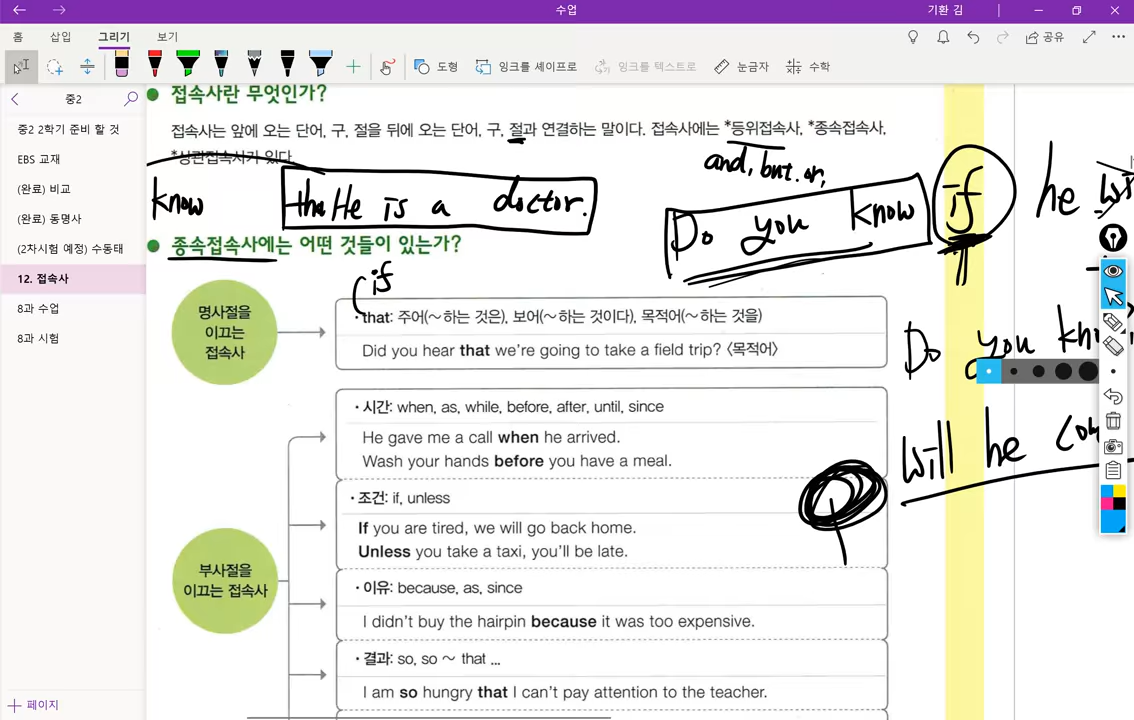 수업
기환 김
홈 삽입 그리기 보기
공유
도형 잉크를 셰이프로 잉크를 텍스트로 눈금자 수학
중2
중2 2학기 준비 할 것
EBS 교재
(완료) 비교
(완료) 동명사
(2차시험 예정) 수동태
12. 접속사
8과 수업
8과 시험
페이지
접속사란 무엇인가?
접속사는 앞에 오는 단어, 구, 절을 뒤에 오는 단어, 구, 절과 연결하는 말이다. 접속사에는 *등위접속사, *종속접속사,
*상관접속사가 있다.
and, but. or,
know that He is a doctor.
Do you know if he
종속접속사에는 어떤 것들이 있는가?
if
명사절을
이끄는
접속사
· that: 주어(~하는 것은), 보어(~하는 것이다), 목적어(~하는 것을)
Did you hear that we're going to take a field trip? 〈목적어〉
Do you
Will he
부사절을
이끄는 접속사
· 시간: when, as, while, before, after, until, since
He gave me a call when he arrived.
Wash your hands before you have a meal.
· 조건: if, unless
If you are tired, we will go back home.
Unless you take a taxi, you'll be late.
· 이유: because, as, since
I didn't buy the hairpin because it was too expensive.
· 결과: so, so ~ that ...
I am so hungry that I can't pay attention to the teacher.